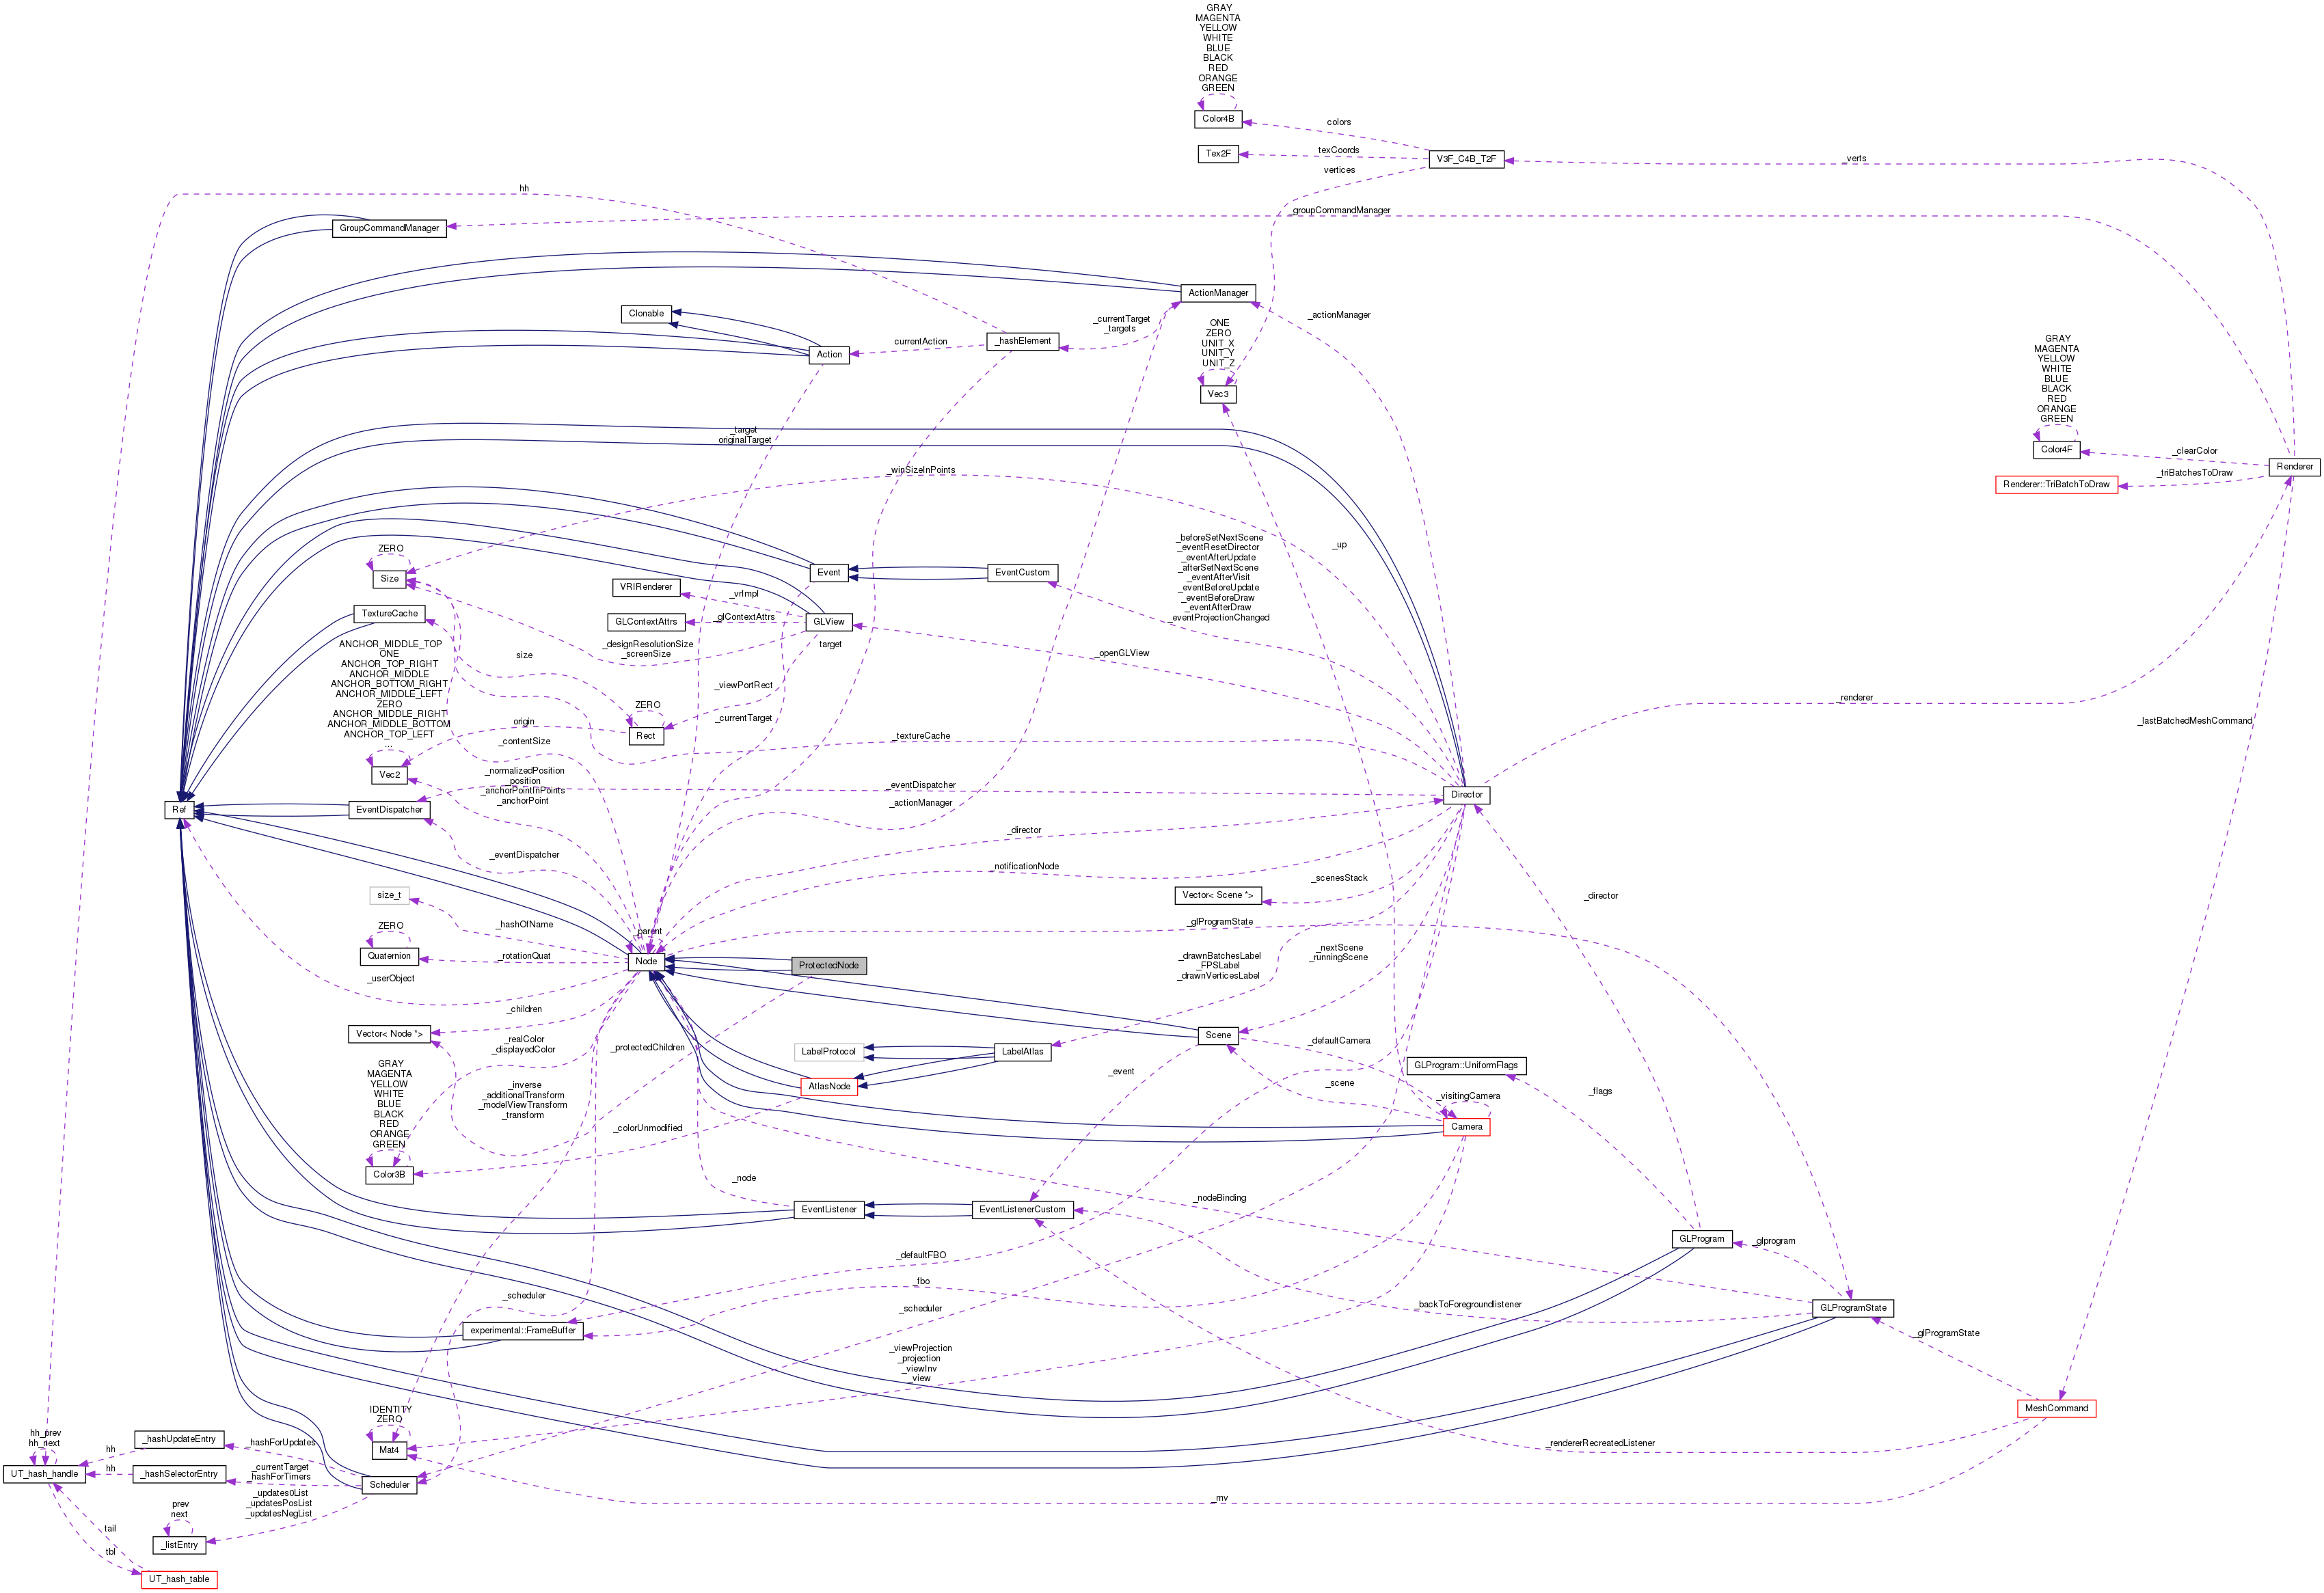 GRAY
MAGENTA
YELLOW
WHITE
BLUE
BLACK
RED
ORANGE
GREEN
Color4B
colors
Tex2F
texCoords
V3F_C4B_T2F
_verts
vertices
hh
GroupCommandManager
_groupCommandManager
ActionManager
_actionManager
Clonable
_currentTarget
_targets
_hashElement
currentAction
Action
ONE
ZERO
UNIT_X
UNIT_Y
UNIT_Z
Vec3
GRAY
MAGENTA
YELLOW
WHITE
BLUE
BLACK
RED
ORANGE
GREEN
Color4F
_clearColor
Renderer
_triBatchesToDraw
Renderer::TriBatchToDraw
_target
originalTarget
_winSizeInPoints
_up
ZERO
Size
Event
EventCustom
_beforeSetNextScene
_eventResetDirector
_eventAfterUpdate
_afterSetNextScene
_eventAfterVisit
_eventBeforeUpdate
_eventBeforeDraw
_eventAfterDraw
_eventProjectionChanged
VRIRenderer
_vrImpl
TextureCache
GLContextAttrs
_glContextAttrs
GLView
_designResolutionSize
_screenSize
target
size
_openGLView
ANCHOR_MIDDLE_TOP
ONE
ANCHOR_TOP_RIGHT
ANCHOR_MIDDLE
ANCHOR_BOTTOM_RIGHT
ANCHOR_MIDDLE_LEFT
ZERO
ANCHOR_MIDDLE_RIGHT
ANCHOR_MIDDLE_BOTTOM
ANCHOR_TOP_LEFT
...
Vec2
_viewPortRect
ZERO
Rect
origin
_currentTarget
_renderer
_lastBatchedMeshCommand
_contentSize
_textureCache
_normalizedPosition
_position
_anchorPointInPoints
_anchorPoint
_eventDispatcher
_actionManager
Director
Ref
EventDispatcher
_director
_eventDispatcher
_notificationNode
size_t
_scenesStack
Vector< Scene *>
_director
_hashOfName
_glProgramState
ZERO
Quaternion
_rotationQuat
_parent
Node
ProtectedNode
_userObject
_drawnBatchesLabel
_FPSLabel
_drawnVerticesLabel
_nextScene
_runningScene
_children
Vector< Node *>
Scene
_realColor
_displayedColor
_protectedChildren
LabelProtocol
LabelAtlas
_defaultCamera
GLProgram::UniformFlags
GRAY
MAGENTA
YELLOW
WHITE
BLUE
BLACK
RED
ORANGE
GREEN
Color3B
_inverse
_additionalTransform
_modelViewTransform
_transform
AtlasNode
_event
_scene
_flags
_visitingCamera
Camera
_colorUnmodified
_node
_nodeBinding
EventListener
EventListenerCustom
GLProgram
_glprogram
_defaultFBO
_fbo
_scheduler
_scheduler
_backToForegroundlistener
GLProgramState
experimental::FrameBuffer
_glProgramState
_viewProjection
_projection
_viewInv
_view
IDENTITY
ZERO
Mat4
MeshCommand
_rendererRecreatedListener
hh_prev
hh_next
UT_hash_handle
hh
_hashUpdateEntry
_hashForUpdates
hh
_hashSelectorEntry
_currentTarget
_hashForTimers
Scheduler
_updates0List
_updatesPosList
_updatesNegList
_mv
prev
next
_listEntry
tail
tbl
UT_hash_table